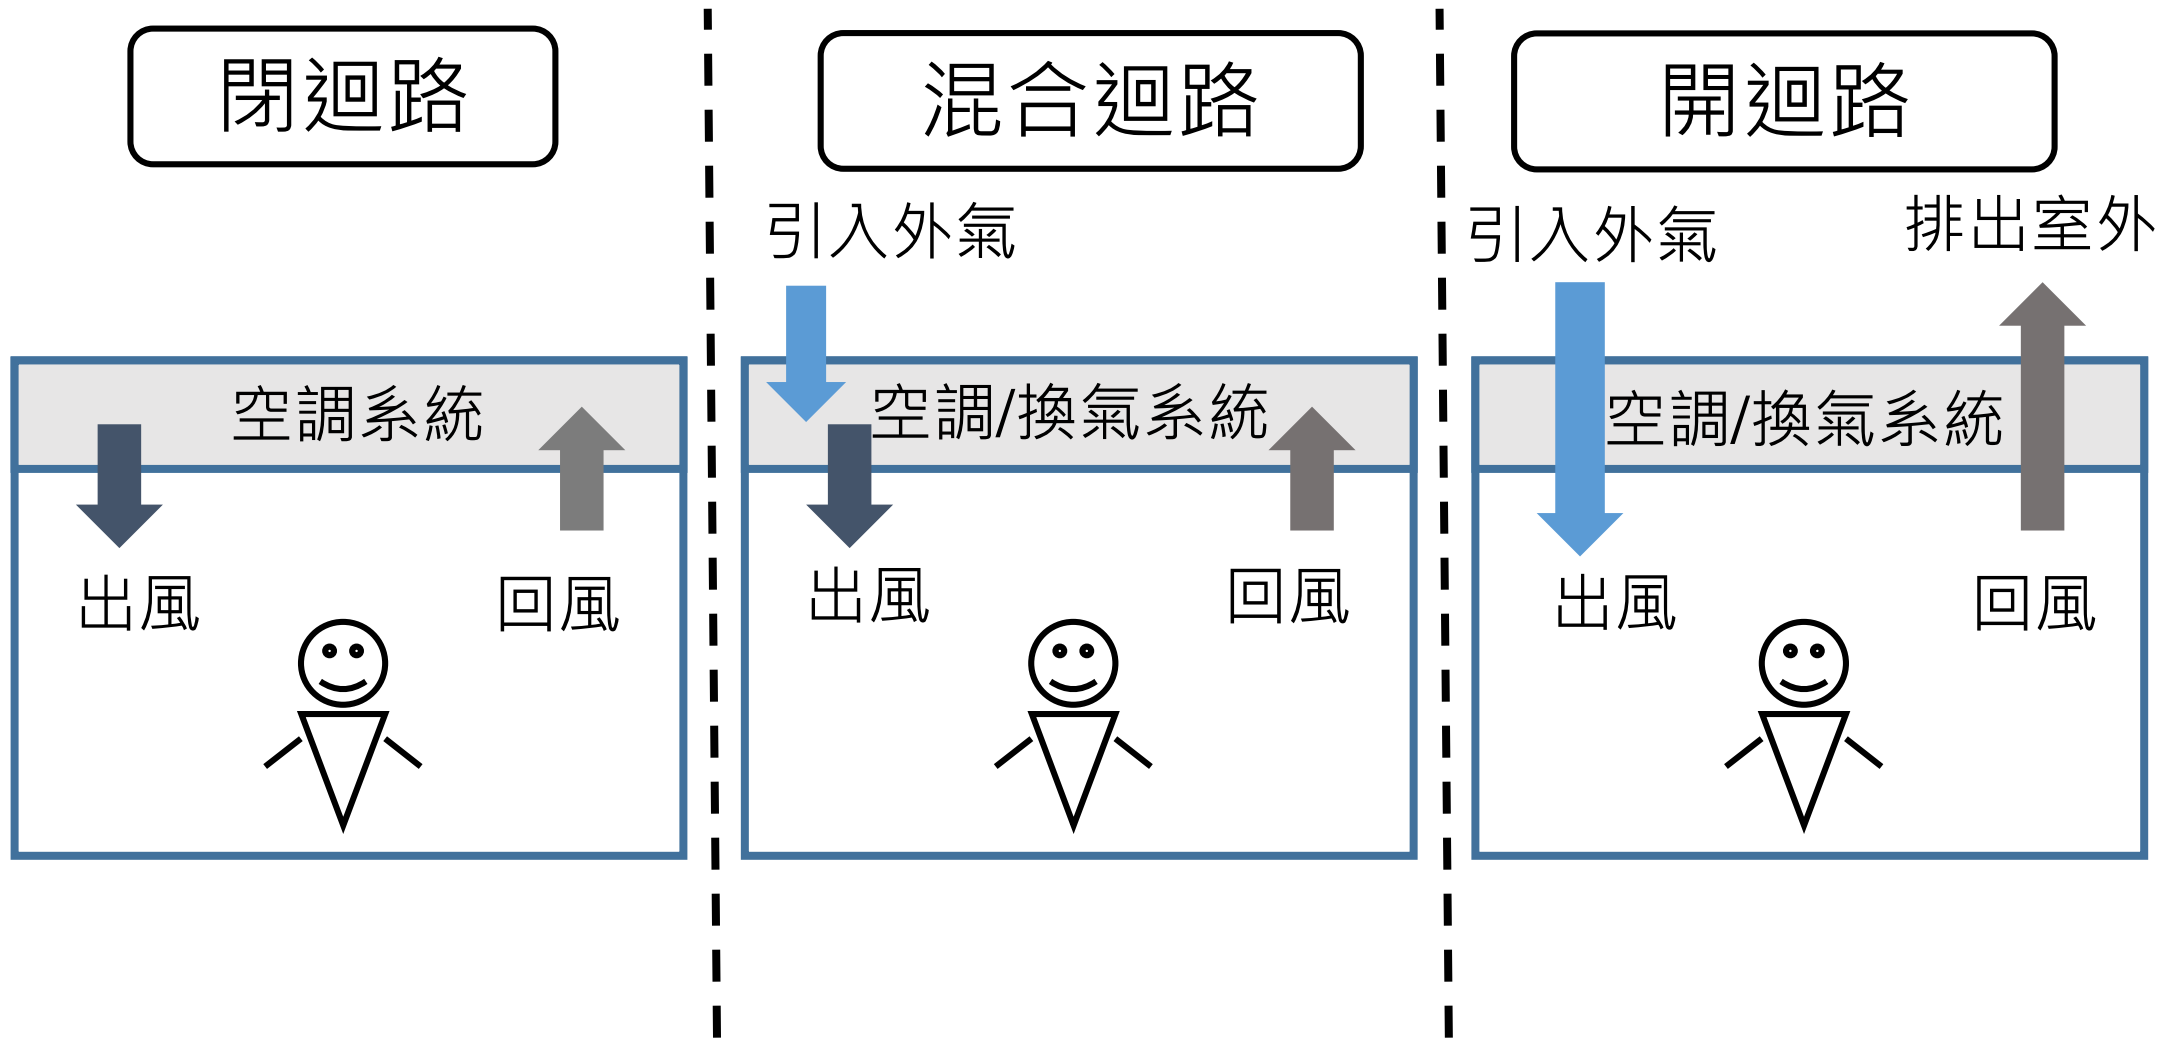 閉迴路
空調系統
出風
回風
混合迴路
引入外氣
空調/換氣系統
出風
回風
開迴路
引入外氣
排出室外
空調/換氣系統
出風
回風